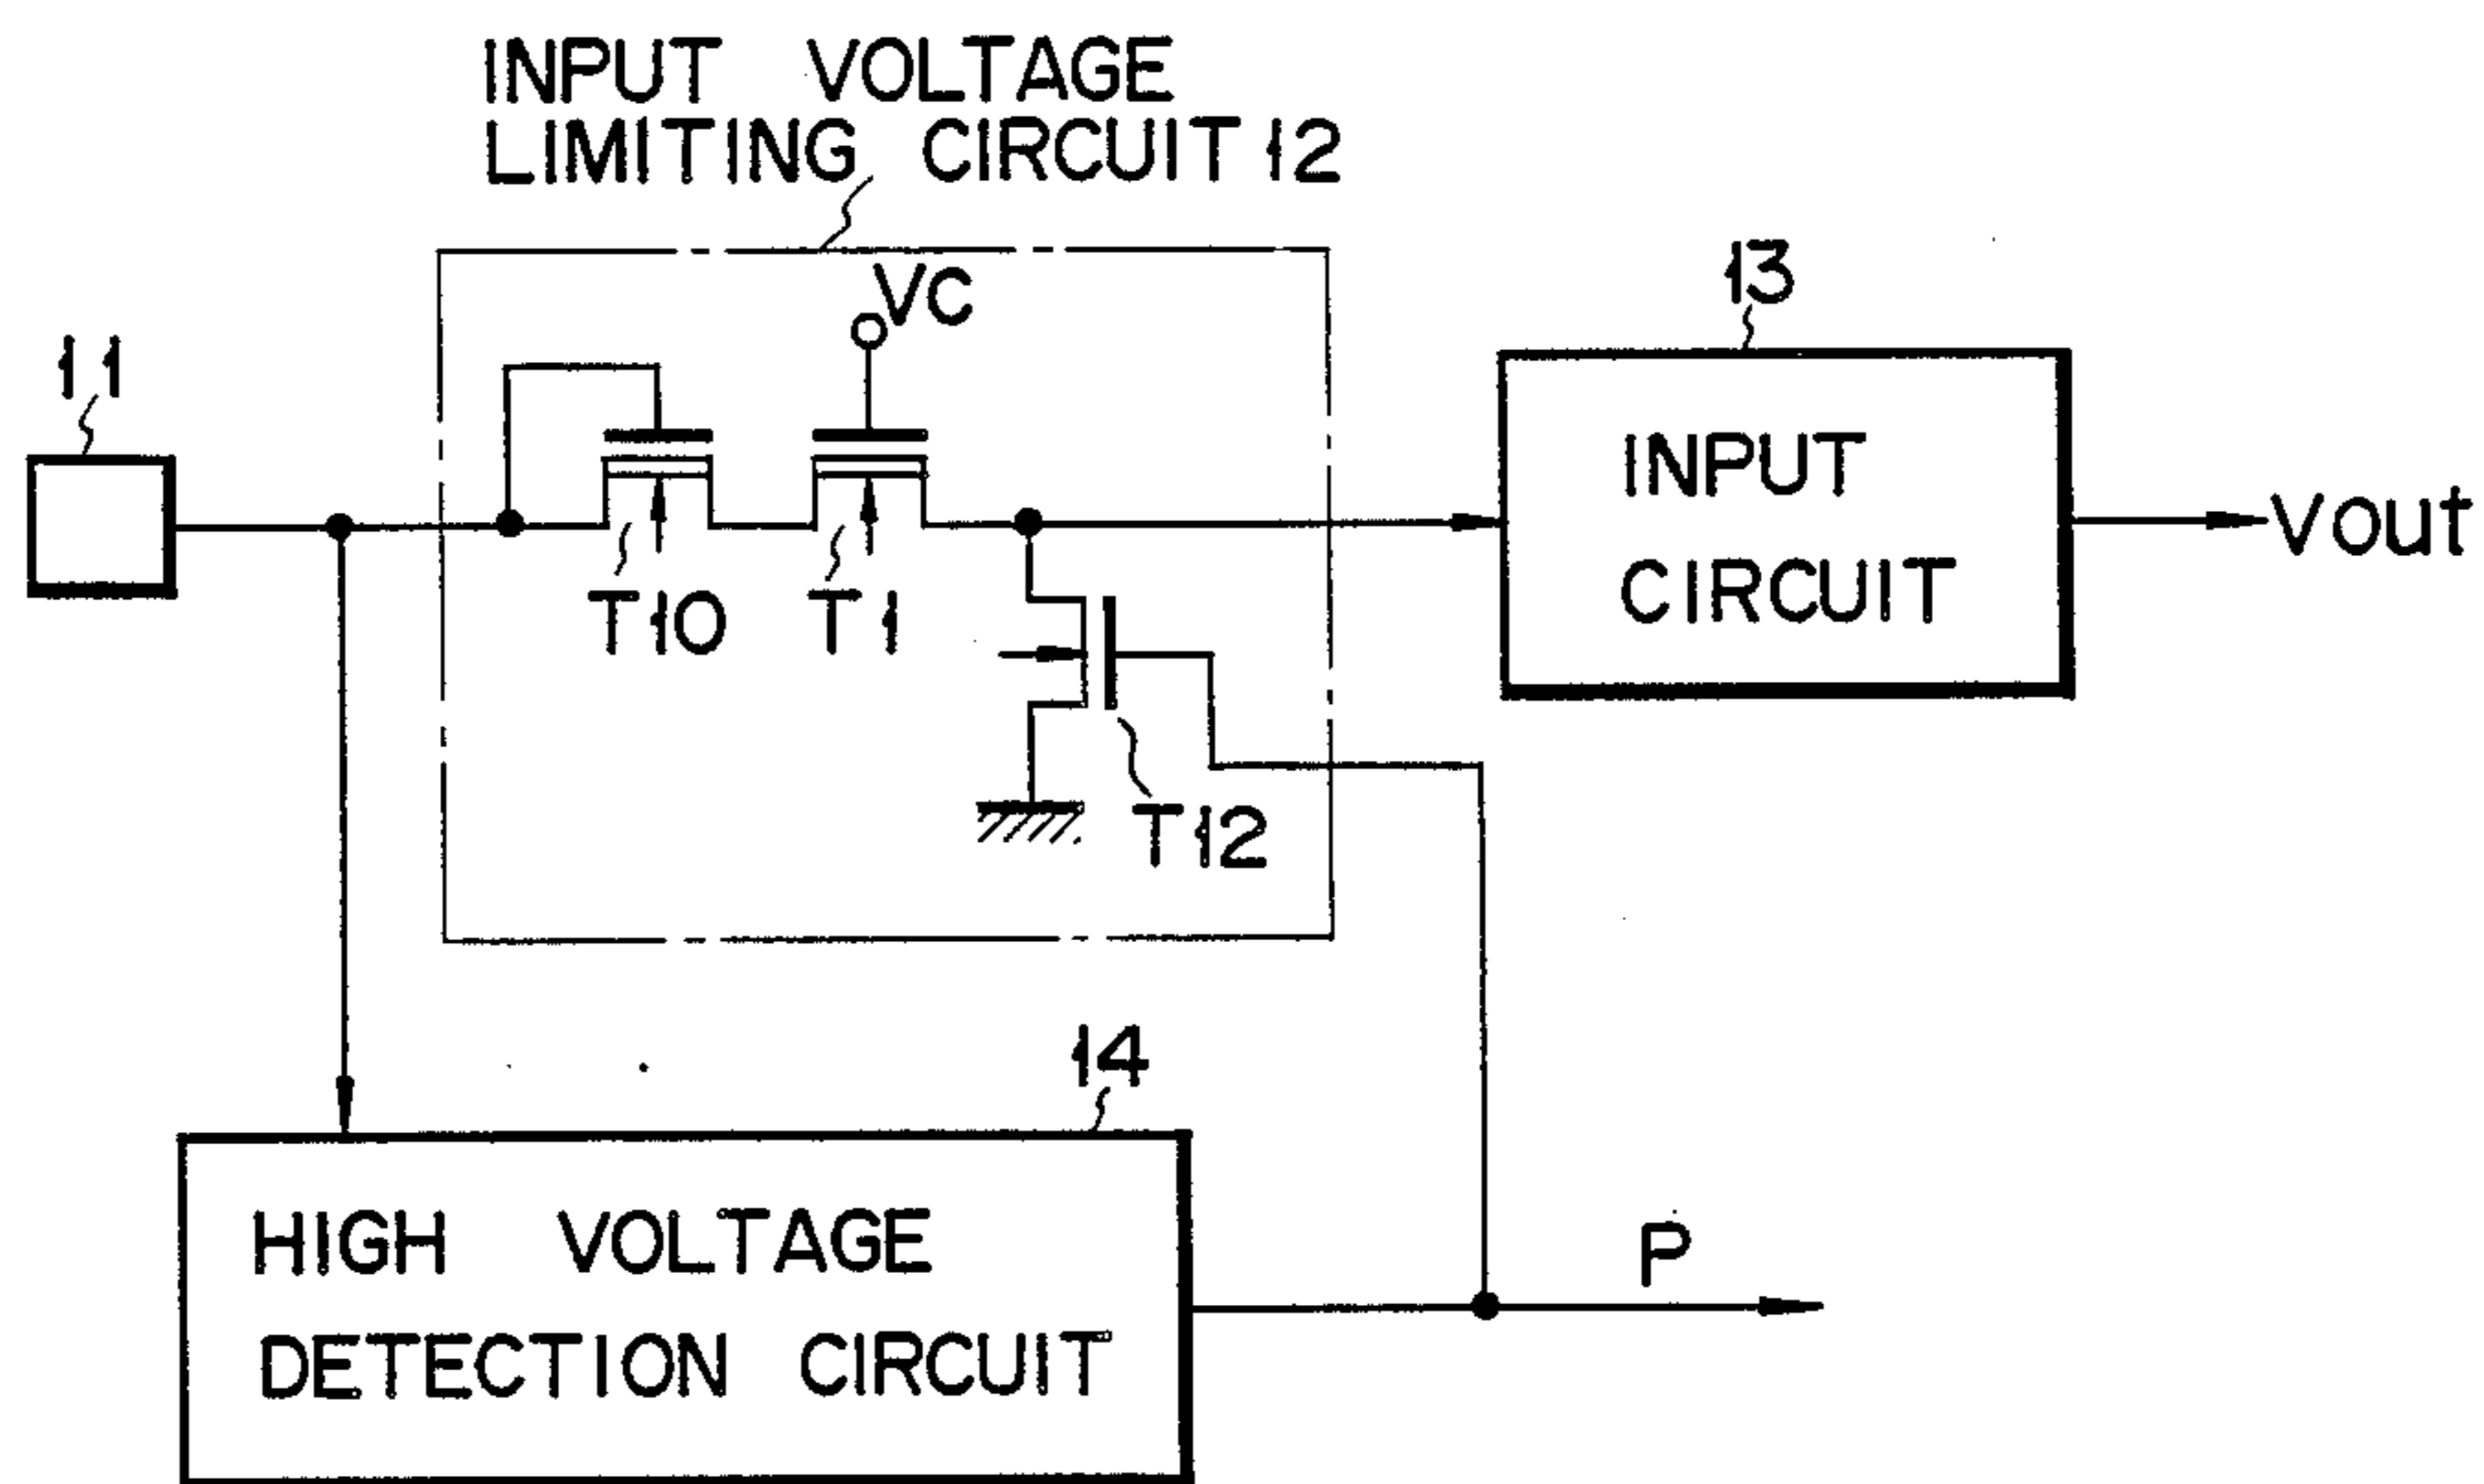 INPUT VOLTAGE
LIMITING CIRCUIT 12
VC
13
11
INPUT
CIRCUIT
Vout
T10
T1
T12
14
HIGH VOLTAGE
DETECTION CIRCUIT
P